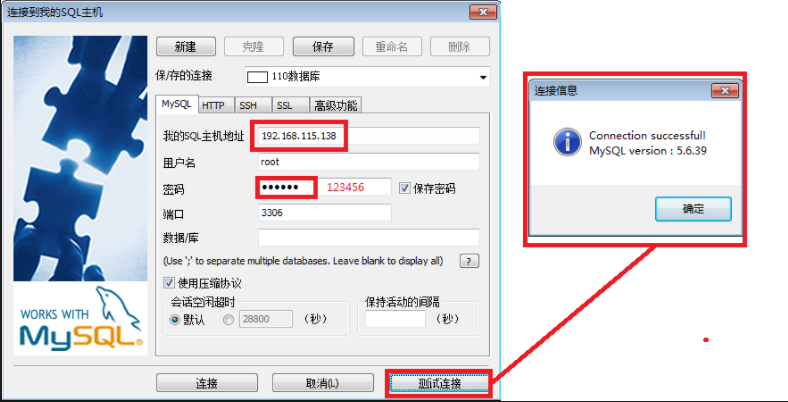 连接到我的SQL主机
新建 克隆 保存 重命名 删除
保/存的连接 110数据库
MySQL HTTP SSH SSL 高级功能
我的SQL主机地址 192.168.115.138
用户名 root
密码 •••••• 123456 保存密码
端口 3306
数据/库
(Use ';' to separate multiple databases. Leave blank to display all) ?
使用压缩协议
会话空闲超时 保持活动的间隔
默认 28800 (秒) (秒)
WORKS WITH
MySQL®
连接 取消(L) 测试连接
连接信息
Connection successful!
MySQL version : 5.6.39
确定